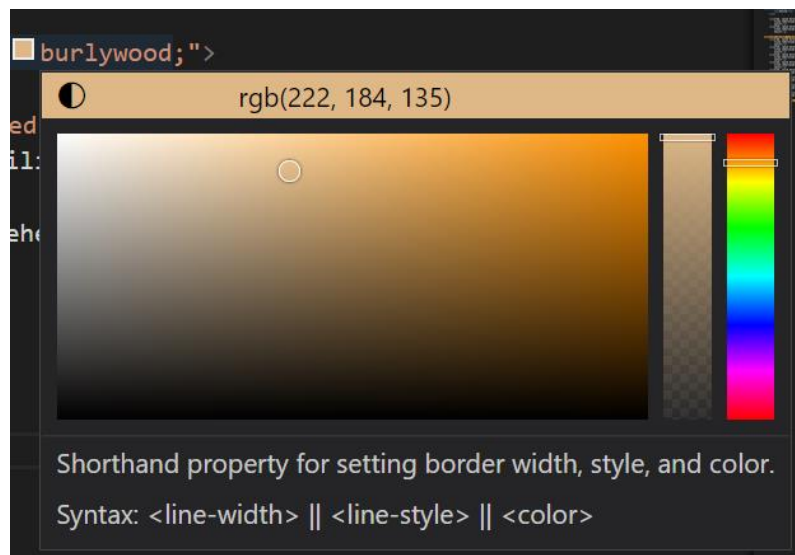 burlywood;">
rgb(222, 184, 135)
ed
ili
ehe
Shorthand property for setting border width, style, and color.
Syntax: <line-width> || <line-style> || <color>